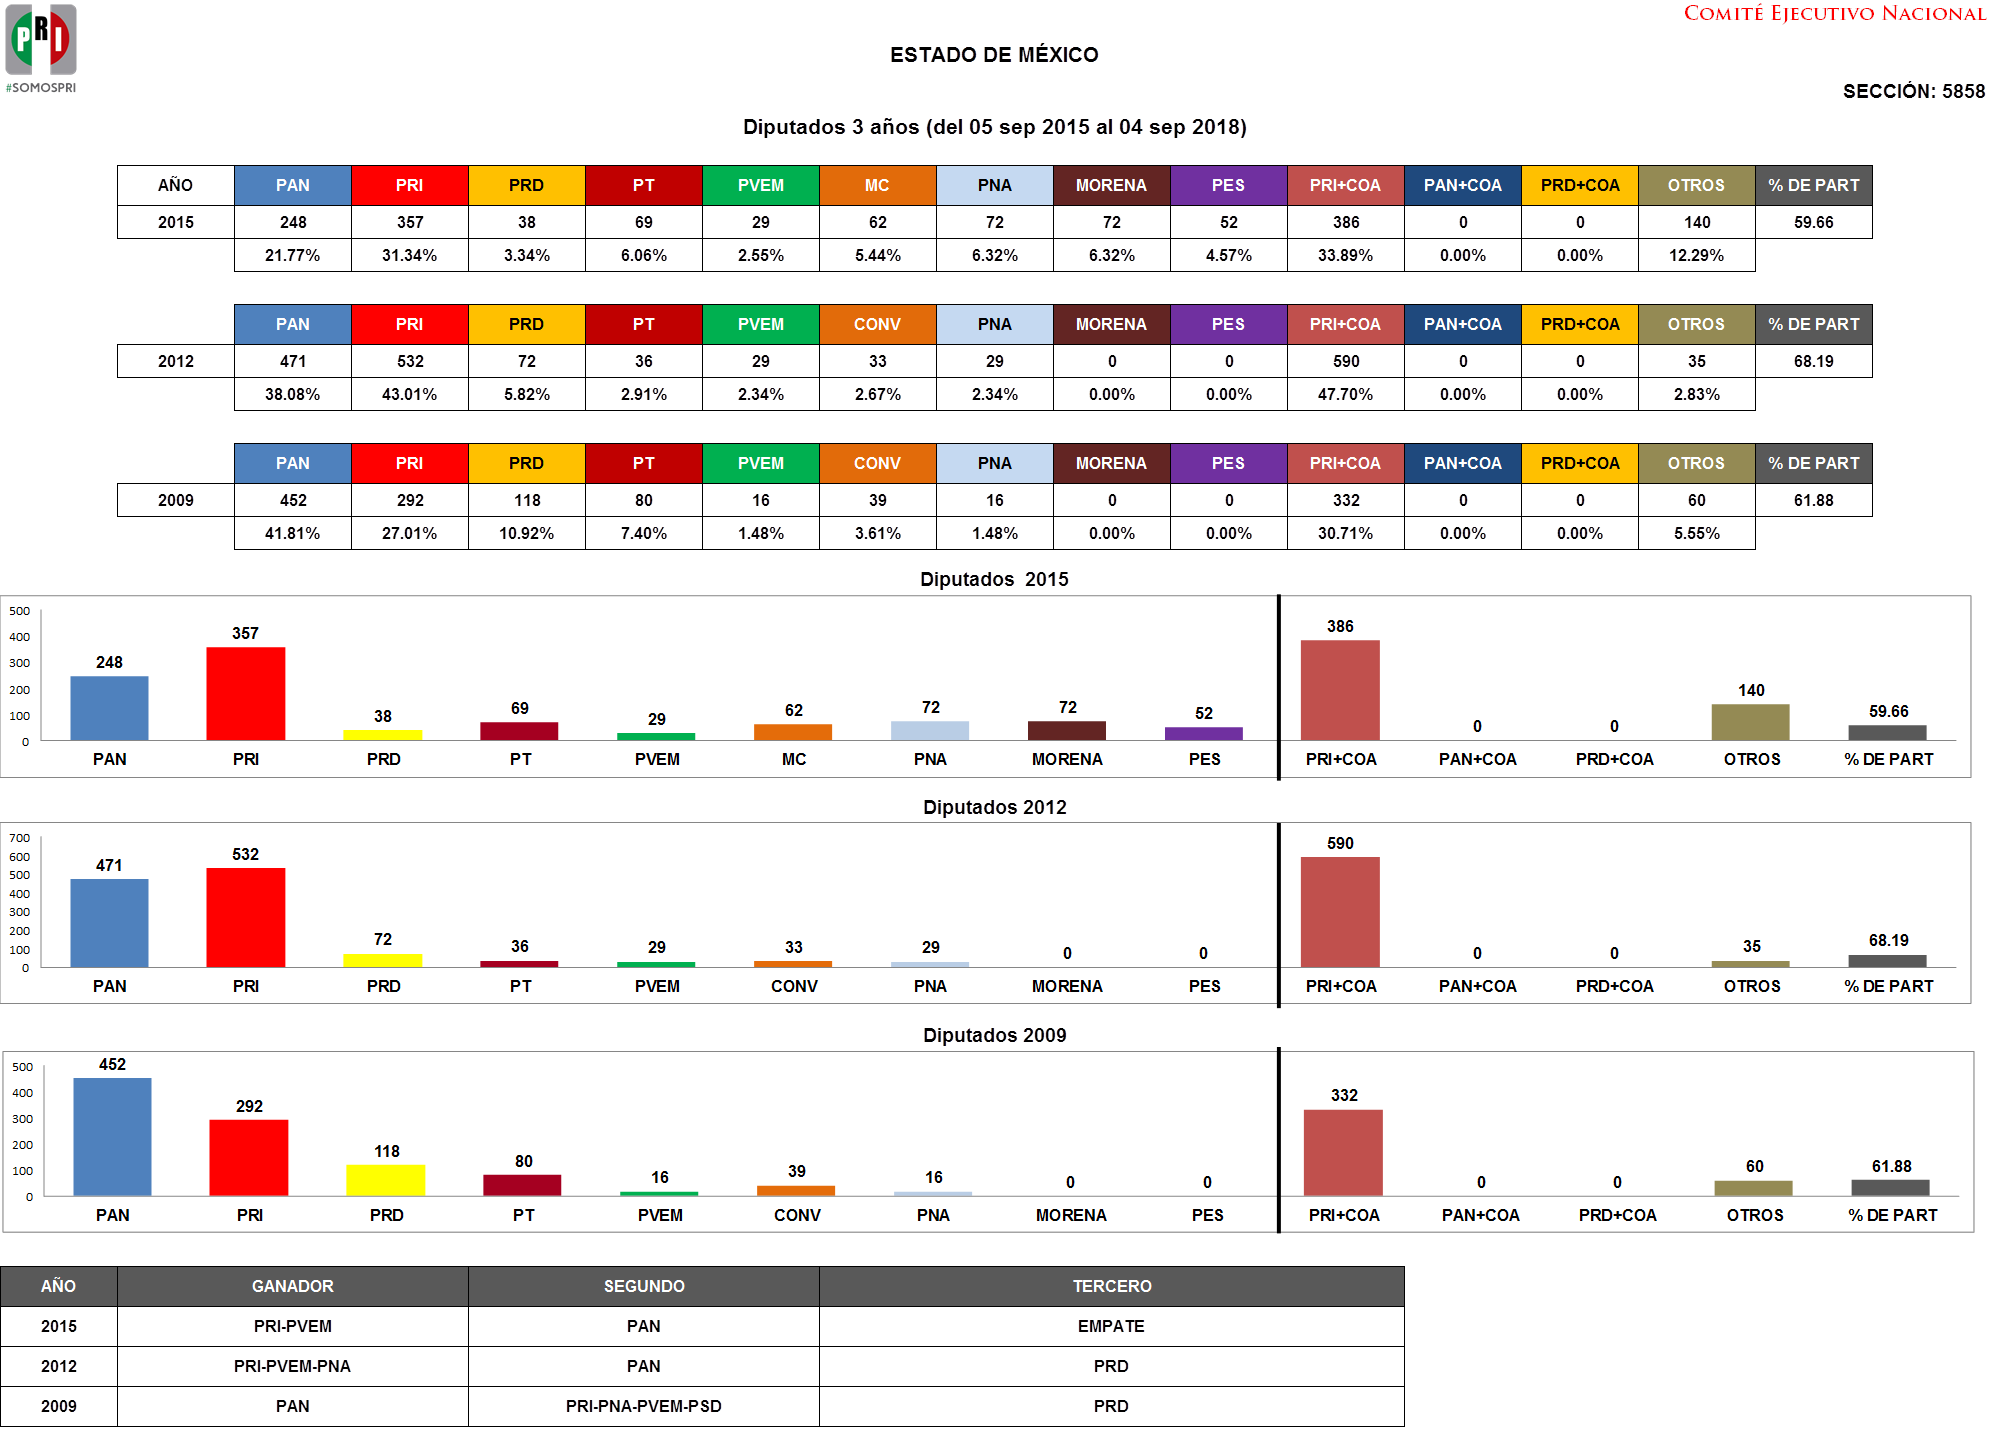 PRI
#SOMOSPRI
COMITÉ EJECUTIVO NACIONAL
ESTADO DE MÉXICO
SECCIÓN: 5858
Diputados 3 años (del 05 sep 2015 al 04 sep 2018)
AÑO PAN PRI PRD PT PVEM MC PNA MORENA PES PRI+COA PAN+COA PRD+COA OTROS % DE PART
2015 248 357 38 69 29 62 72 72 52 386 0 0 140 59.66
21.77% 31.34% 3.34% 6.06% 2.55% 5.44% 6.32% 6.32% 4.57% 33.89% 0.00% 0.00% 12.29%
PAN PRI PRD PT PVEM CONV PNA MORENA PES PRI+COA PAN+COA PRD+COA OTROS % DE PART
2012 471 532 72 36 29 33 29 0 0 590 0 0 35 68.19
38.08% 43.01% 5.82% 2.91% 2.34% 2.67% 2.34% 0.00% 0.00% 47.70% 0.00% 0.00% 2.83%
PAN PRI PRD PT PVEM CONV PNA MORENA PES PRI+COA PAN+COA PRD+COA OTROS % DE PART
2009 452 292 118 80 16 39 16 0 0 332 0 0 60 61.88
41.81% 27.01% 10.92% 7.40% 1.48% 3.61% 1.48% 0.00% 0.00% 30.71% 0.00% 0.00% 5.55%
Diputados  2015
500
400
300
200
100
0
248 357 38 69 29 62 72 72 52 386 0 0 140 59.66
PAN PRI PRD PT PVEM MC PNA MORENA PES PRI+COA PAN+COA PRD+COA OTROS % DE PART
Diputados 2012
700
600
500
400
300
200
100
0
471 532 72 36 29 33 29 0 0 590 0 0 35 68.19
PAN PRI PRD PT PVEM CONV PNA MORENA PES PRI+COA PAN+COA PRD+COA OTROS % DE PART
Diputados 2009
500
400
300
200
100
0
452 292 118 80 16 39 16 0 0 332 0 0 60 61.88
PAN PRI PRD PT PVEM CONV PNA MORENA PES PRI+COA PAN+COA PRD+COA OTROS % DE PART
AÑO GANADOR SEGUNDO TERCERO
2015 PRI-PVEM PAN EMPATE
2012 PRI-PVEM-PNA PAN PRD
2009 PAN PRI-PNA-PVEM-PSD PRD